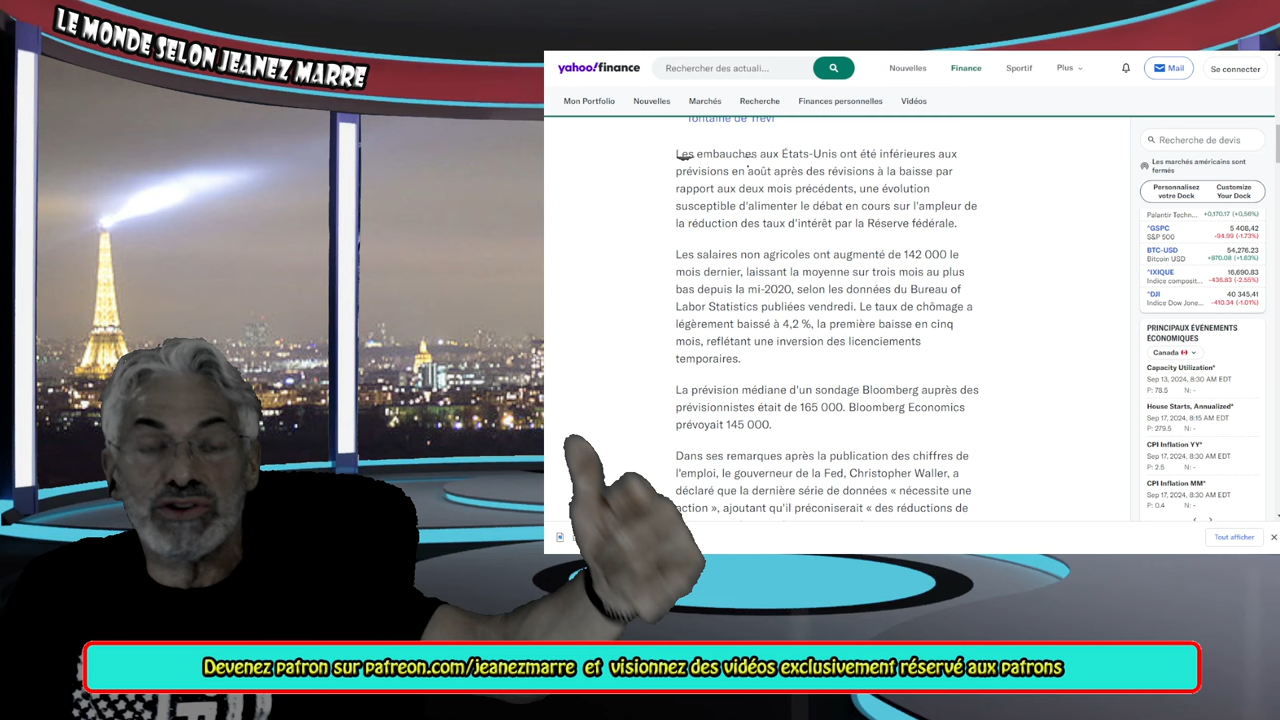 LE MONDE SELON JEANEZ MARRE
yahoo!finance
Rechercher des actuali...
Nouvelles
Finance
Sportif
Plus
Mail
Se connecter
Mon Portfolio
Nouvelles
Marchés
Recherche
Finances personnelles
Vidéos
fontaine de Trevi
Les embauches aux États-Unis ont été inférieures aux
prévisions en août après des révisions à la baisse par
rapport aux deux mois précédents, une évolution
susceptible d'alimenter le débat en cours sur l'ampleur de
la réduction des taux d'intérêt par la Réserve fédérale.
Les salaires non agricoles ont augmenté de 142 000 le
mois dernier, laissant la moyenne sur trois mois au plus
bas depuis la mi-2020, selon les données du Bureau of
Labor Statistics publiées vendredi. Le taux de chômage a
légèrement baissé à 4,2 %, la première baisse en cinq
mois, reflétant une inversion des licenciements
temporaires.
La prévision médiane d'un sondage Bloomberg auprès des
prévisionnistes était de 165 000. Bloomberg Economics
prévoyait 145 000.
Dans ses remarques après la publication des chiffres de
l'emploi, le gouverneur de la Fed, Christopher Waller, a
déclaré que la dernière série de données « nécessite une
action », ajoutant qu'il préconiserait « des réductions de
Recherche de devis
Les marchés américains sont
fermés
Personnalisez
votre Dock
Customize
Your Dock
Palantir Techn... +0,170.17 (+0,56%)
^GSPC 5 408,42
S&P 500 -94.99 (-1.73%)
BTC-USD 54,276.23
Bitcoin USD +870.08 (+1.63%)
^IXIQUE 16,690.83
Indice composit... -436.83 (-2.55%)
^DJI 40 345,41
Indice Dow Jone... -410.34 (-1.01%)
PRINCIPAUX ÉVÉNEMENTS
ÉCONOMIQUES
Canada
Capacity Utilization*
Sep 13, 2024, 8:30 AM EDT
P: 78.5 N: -
House Starts, Annualized*
Sep 17, 2024, 8:15 AM EDT
P: 279.5 N: -
CPI Inflation YY*
Sep 17, 2024, 8:30 AM EDT
P: 2.5 N: -
CPI Inflation MM*
Sep 17, 2024, 8:30 AM EDT
P: 0.4 N: -
Tout afficher
Devenez patron sur patreon.com/jeanezmarre et visionnez des vidéos exclusivement réservé aux patrons